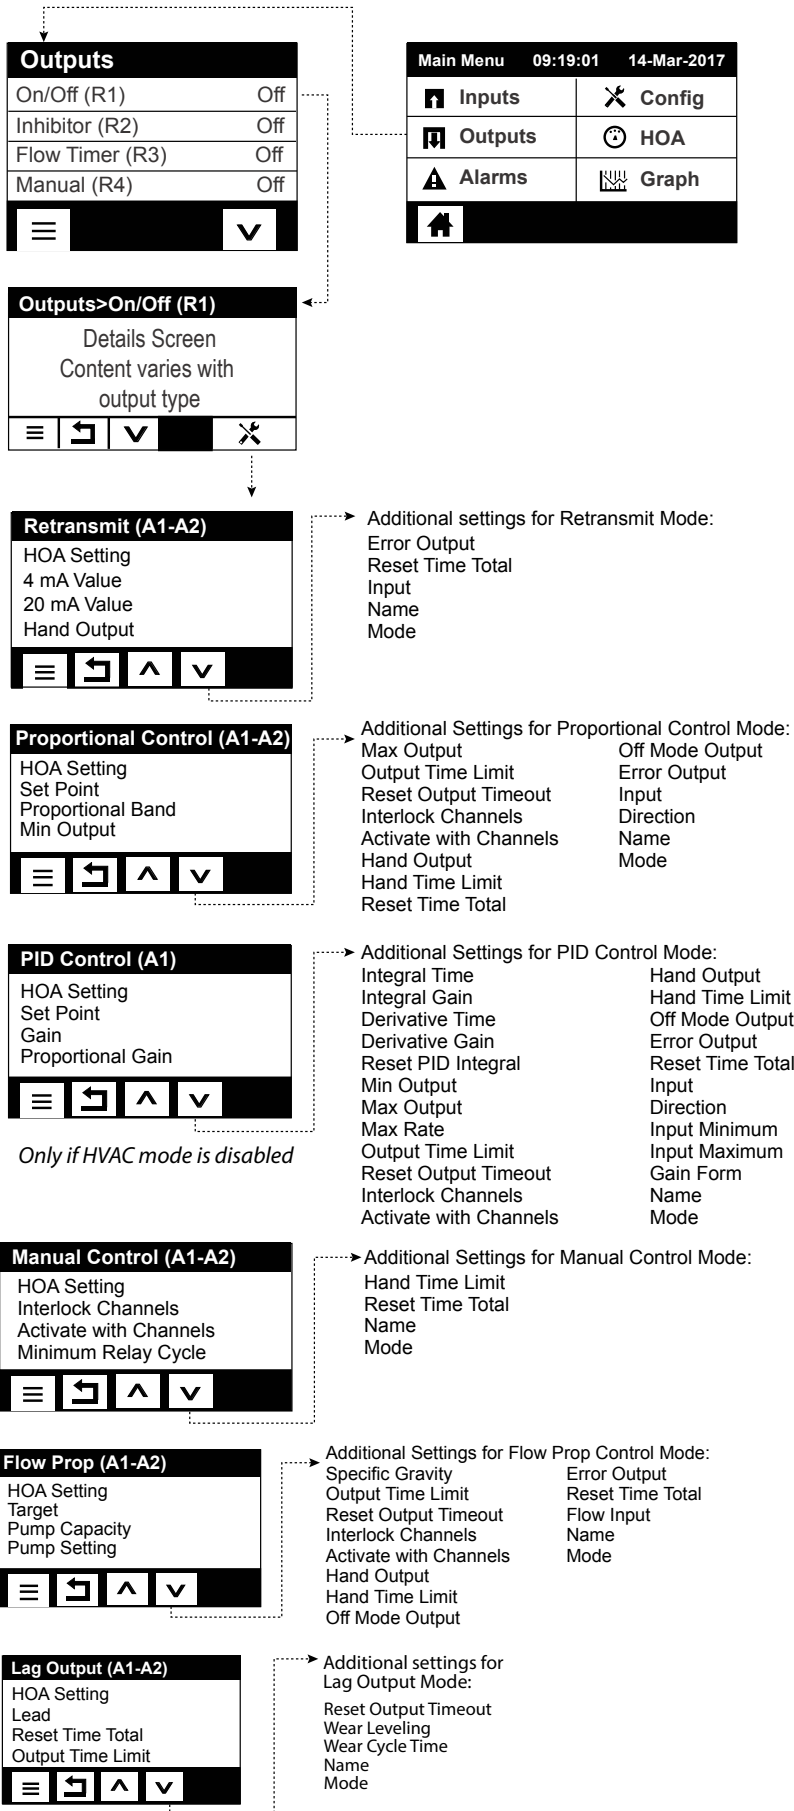 Outputs
On/Off (R1) Off
Inhibitor (R2) Off
Flow Timer (R3) Off
Manual (R4) Off
Main Menu 09:19:01 14-Mar-2017
Inputs Config
Outputs HOA
Alarms Graph
Outputs>On/Off (R1)
Details Screen
Content varies with
output type
Retransmit (A1-A2)
HOA Setting
4 mA Value
20 mA Value
Hand Output
Additional settings for Retransmit Mode:
Error Output
Reset Time Total
Input
Name
Mode
Proportional Control (A1-A2)
HOA Setting
Set Point
Proportional Band
Min Output
Additional Settings for Proportional Control Mode:
Max Output
Output Time Limit
Reset Output Timeout
Interlock Channels
Activate with Channels
Hand Output
Hand Time Limit
Reset Time Total
Off Mode Output
Error Output
Input
Direction
Name
Mode
PID Control (A1)
HOA Setting
Set Point
Gain
Proportional Gain
Only if HVAC mode is disabled
Additional Settings for PID Control Mode:
Integral Time
Integral Gain
Derivative Time
Derivative Gain
Reset PID Integral
Min Output
Max Output
Max Rate
Output Time Limit
Reset Output Timeout
Interlock Channels
Activate with Channels
Hand Output
Hand Time Limit
Off Mode Output
Error Output
Reset Time Total
Input
Direction
Input Minimum
Input Maximum
Gain Form
Name
Mode
Manual Control (A1-A2)
HOA Setting
Interlock Channels
Activate with Channels
Minimum Relay Cycle
Additional Settings for Manual Control Mode:
Hand Time Limit
Reset Time Total
Name
Mode
Flow Prop (A1-A2)
HOA Setting
Target
Pump Capacity
Pump Setting
Additional Settings for Flow Prop Control Mode:
Specific Gravity
Output Time Limit
Reset Output Timeout
Interlock Channels
Activate with Channels
Hand Output
Hand Time Limit
Off Mode Output
Error Output
Reset Time Total
Flow Input
Name
Mode
Lag Output (A1-A2)
HOA Setting
Lead
Reset Time Total
Output Time Limit
Additional settings for
Lag Output Mode:
Reset Output Timeout
Wear Leveling
Wear Cycle Time
Name
Mode